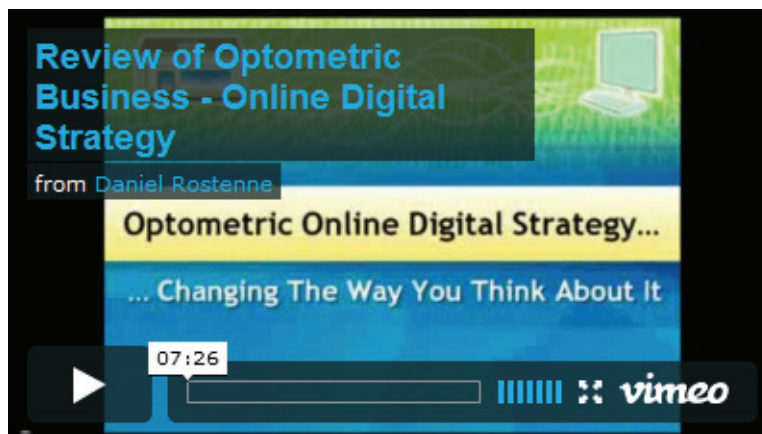 Review of Optometric
Business - Online Digital
Strategy
from Daniel Rostenne
Optometric Online Digital Strategy...
... Changing The Way You Think About It
07:26
vimeo